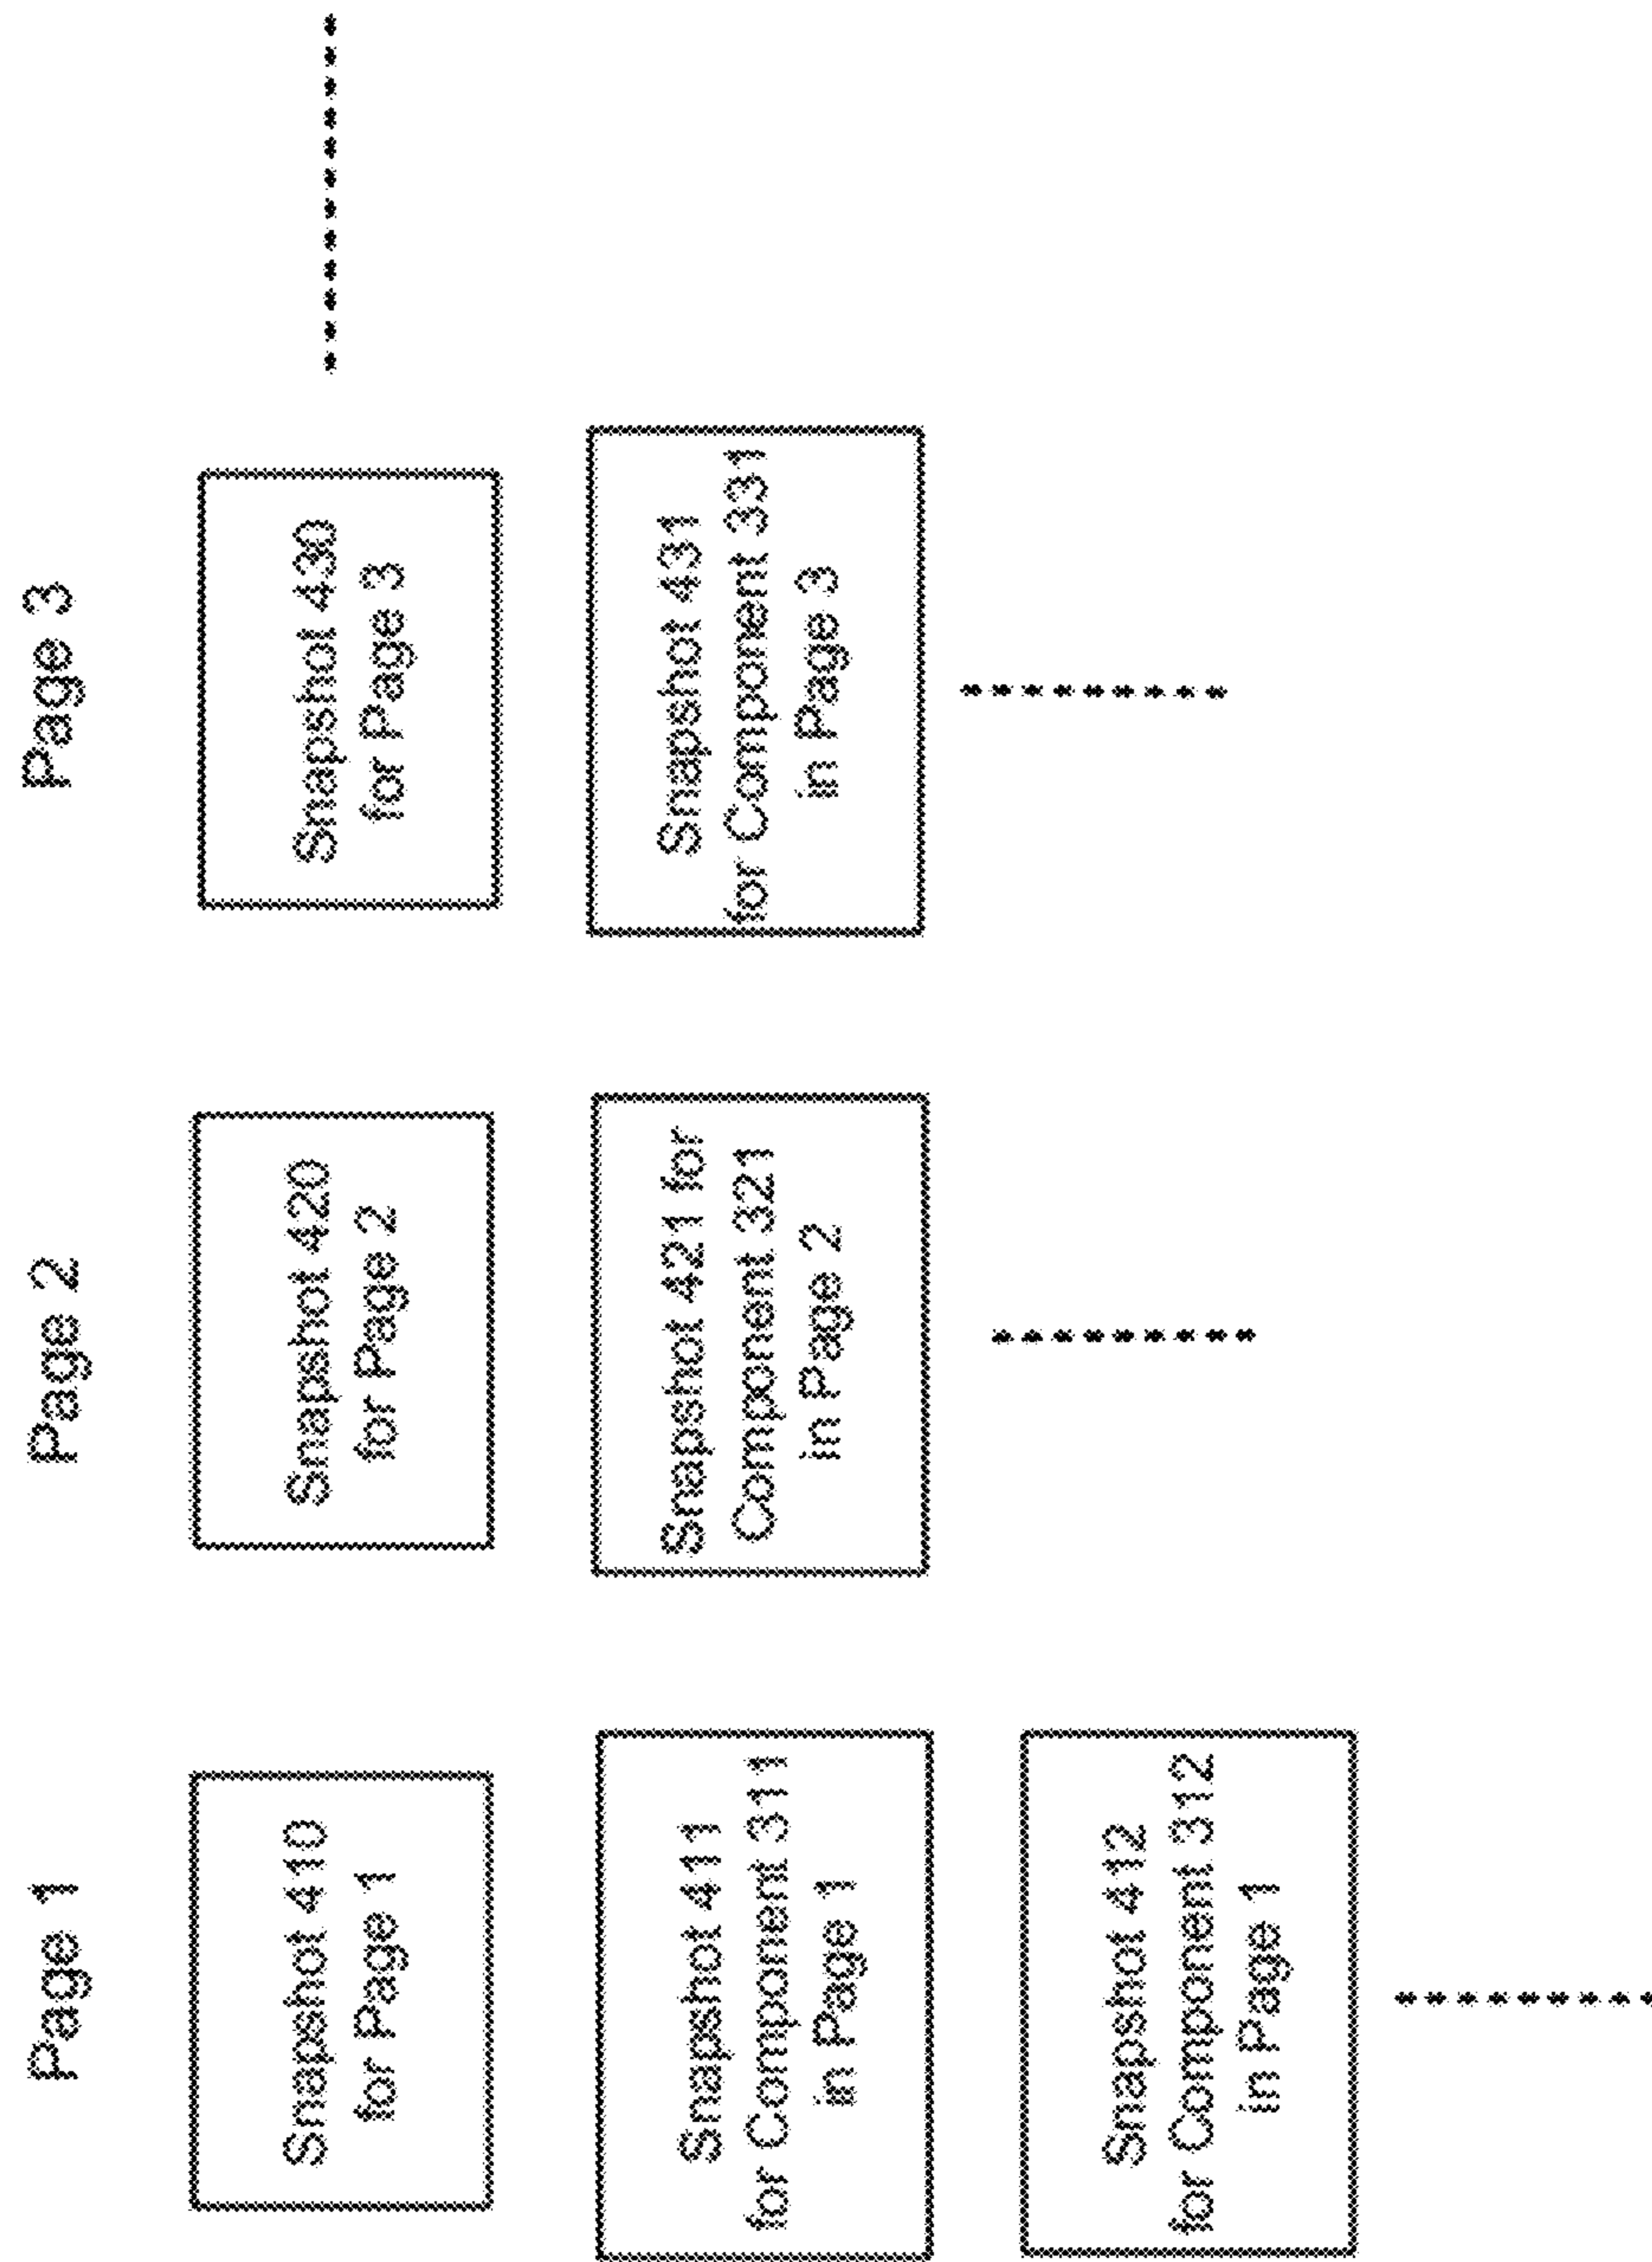 Page 1
Snapshot 410
for Page 1
Snapshot 411
for Component 311
in Page 1
Snapshot 412
for Component 312
in Page 1
Page 2
Snapshot 420
for Page 2
Snapshot 421 for
Component 321
in Page 2
Page 3
Snapshot 430
for Page 3
Snapshot 431
for Component 331
in Page 3